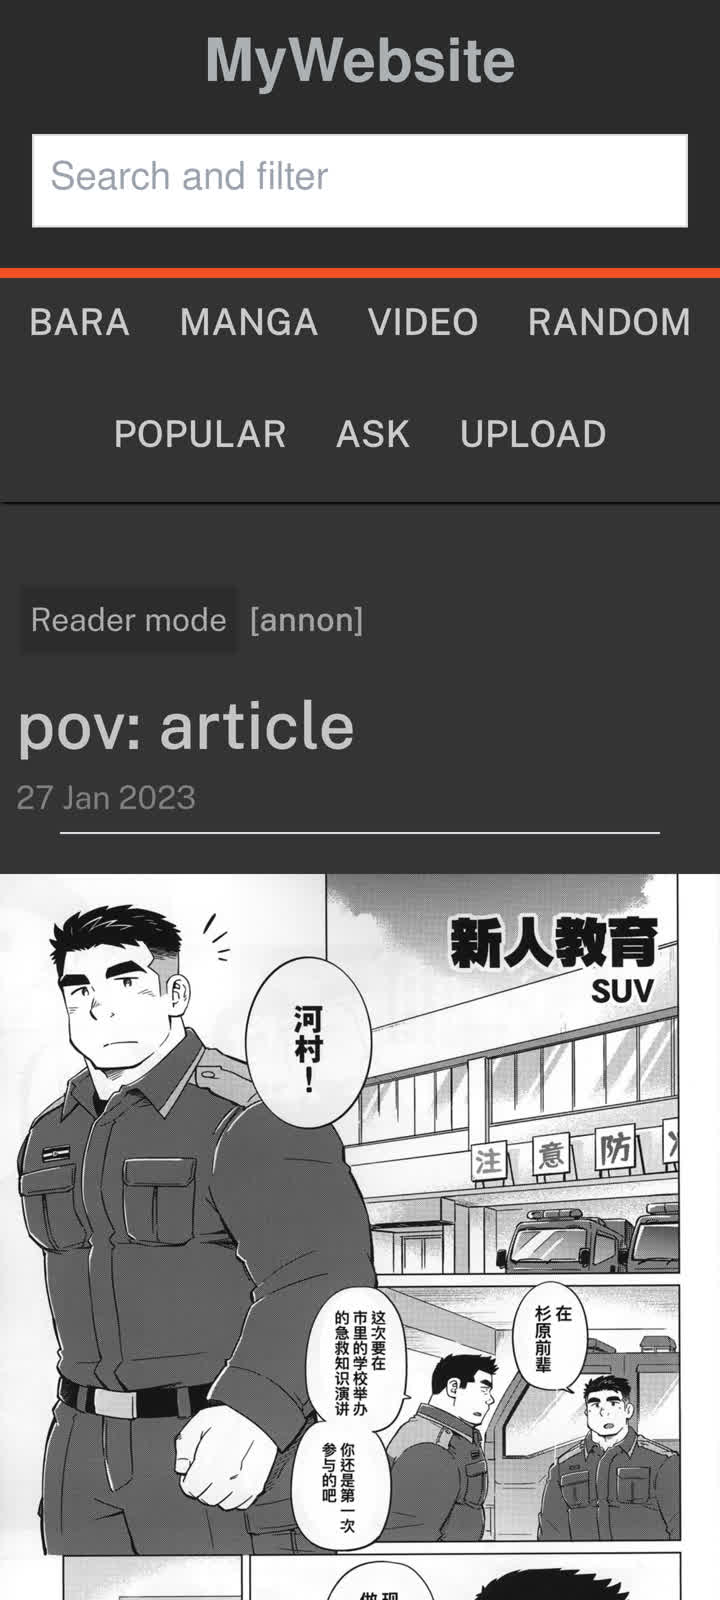 MyWebsite
Search and filter
BARA MANGA VIDEO RANDOM
POPULAR ASK UPLOAD
Reader mode [annon]
pov: article
27 Jan 2023
新人教育
SUV
河村！
注意防
在
杉原前辈
这次要在
市里的学校举办
的急救知识演讲
你还是第一次
参与的吧
现
做